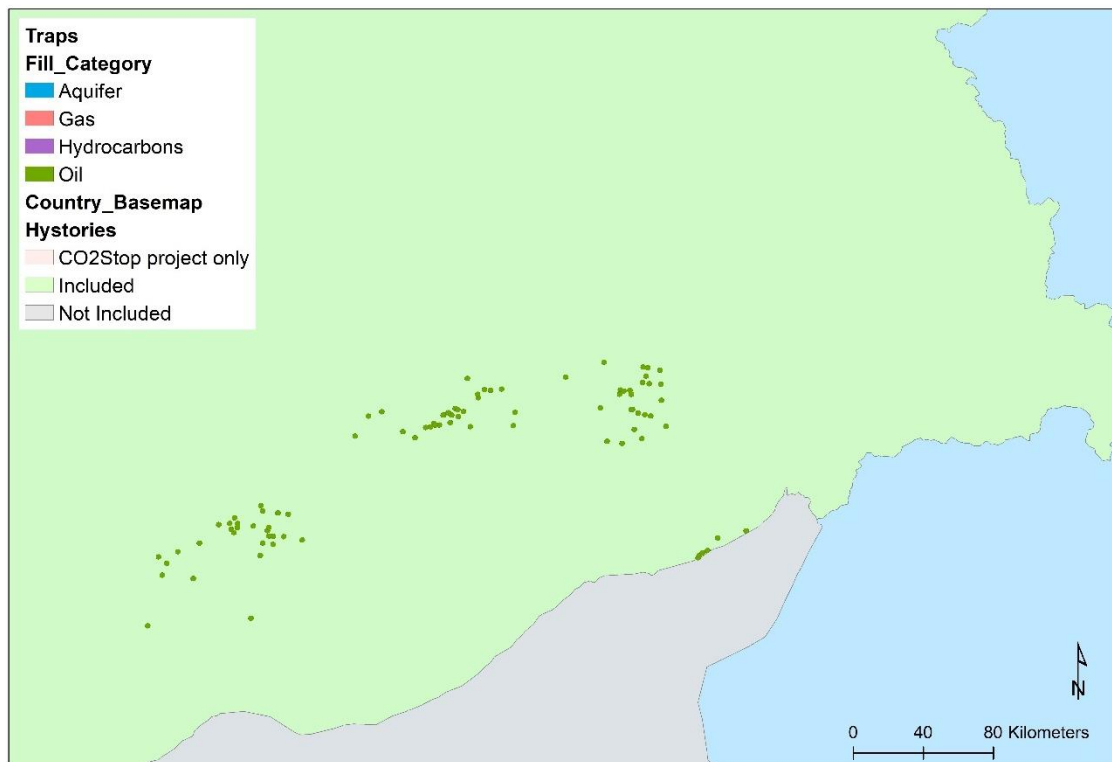 Traps
Fill_Category
Aquifer
Gas
Hydrocarbons
Oil
Country_Basemap
Hystories
CO2Stop project only
Included
Not Included
N
0 40 80 Kilometers